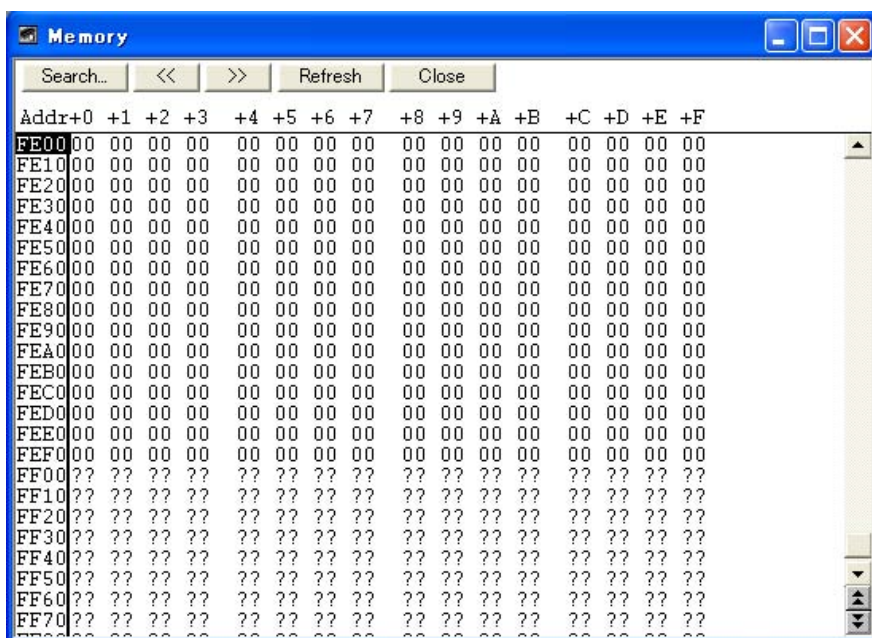 Memory
Search... << >> Refresh Close
Addr+0 +1 +2 +3 +4 +5 +6 +7 +8 +9 +A +B +C +D +E +F
FE00 00 00 00 00 00 00 00 00 00 00 00 00 00 00 00 00
FE10 00 00 00 00 00 00 00 00 00 00 00 00 00 00 00 00
FE20 00 00 00 00 00 00 00 00 00 00 00 00 00 00 00 00
FE30 00 00 00 00 00 00 00 00 00 00 00 00 00 00 00 00
FE40 00 00 00 00 00 00 00 00 00 00 00 00 00 00 00 00
FE50 00 00 00 00 00 00 00 00 00 00 00 00 00 00 00 00
FE60 00 00 00 00 00 00 00 00 00 00 00 00 00 00 00 00
FE70 00 00 00 00 00 00 00 00 00 00 00 00 00 00 00 00
FE80 00 00 00 00 00 00 00 00 00 00 00 00 00 00 00 00
FE90 00 00 00 00 00 00 00 00 00 00 00 00 00 00 00 00
FEA0 00 00 00 00 00 00 00 00 00 00 00 00 00 00 00 00
FEB0 00 00 00 00 00 00 00 00 00 00 00 00 00 00 00 00
FEC0 00 00 00 00 00 00 00 00 00 00 00 00 00 00 00 00
FED0 00 00 00 00 00 00 00 00 00 00 00 00 00 00 00 00
FEE0 00 00 00 00 00 00 00 00 00 00 00 00 00 00 00 00
FEF0 00 00 00 00 00 00 00 00 00 00 00 00 00 00 00 00
FF00 ?? ?? ?? ?? ?? ?? ?? ?? ?? ?? ?? ?? ?? ?? ?? ??
FF10 ?? ?? ?? ?? ?? ?? ?? ?? ?? ?? ?? ?? ?? ?? ?? ??
FF20 ?? ?? ?? ?? ?? ?? ?? ?? ?? ?? ?? ?? ?? ?? ?? ??
FF30 ?? ?? ?? ?? ?? ?? ?? ?? ?? ?? ?? ?? ?? ?? ?? ??
FF40 ?? ?? ?? ?? ?? ?? ?? ?? ?? ?? ?? ?? ?? ?? ?? ??
FF50 ?? ?? ?? ?? ?? ?? ?? ?? ?? ?? ?? ?? ?? ?? ?? ??
FF60 ?? ?? ?? ?? ?? ?? ?? ?? ?? ?? ?? ?? ?? ?? ?? ??
FF70 ?? ?? ?? ?? ?? ?? ?? ?? ?? ?? ?? ?? ?? ?? ?? ??